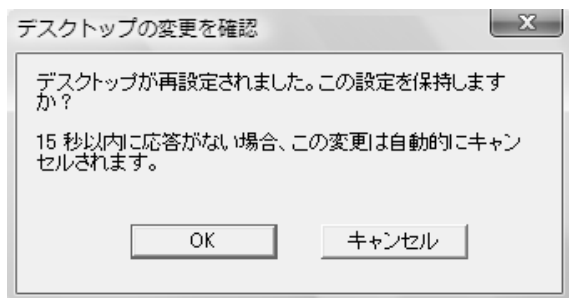 デスクトップの変更を確認
デスクトップが再設定されました。この設定を保持します
か？
15 秒以内に応答がない場合、この変更は自動的にキャン
セルされます。
OK
キャンセル